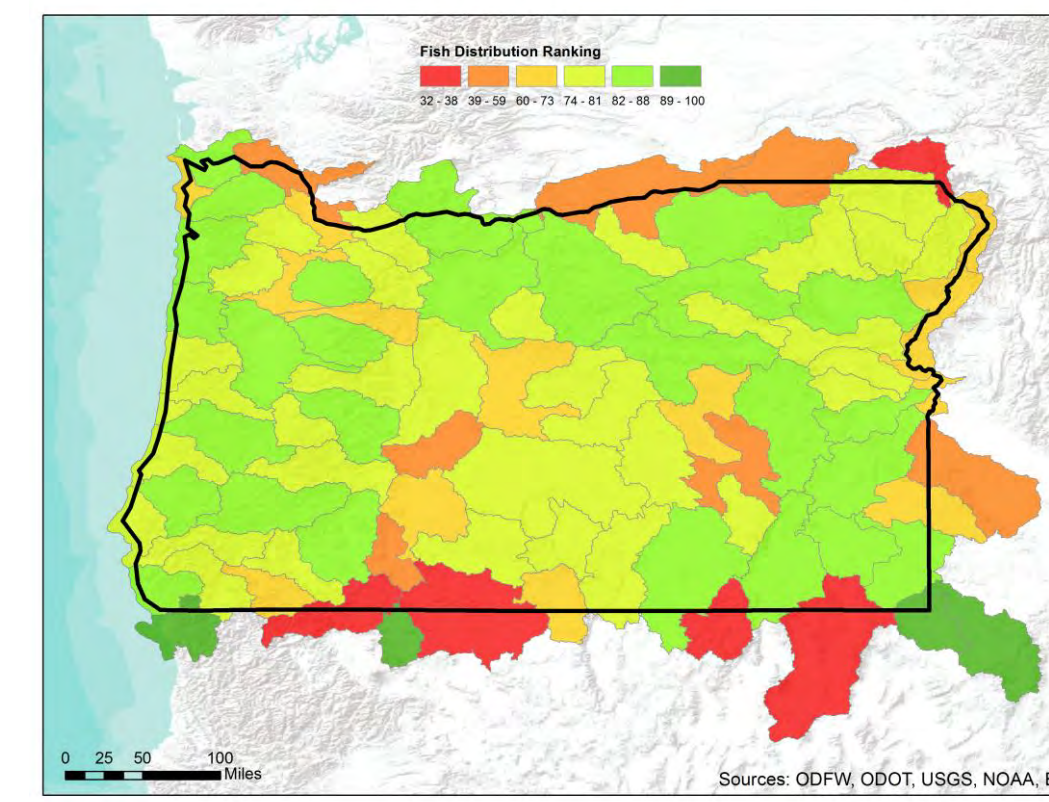 Fish Distribution Ranking
32 - 38 39 - 59 60 - 73 74 - 81 82 - 88 89 - 100
0 25 50 100
Miles
Sources: ODFW, ODOT, USGS, NOAA,